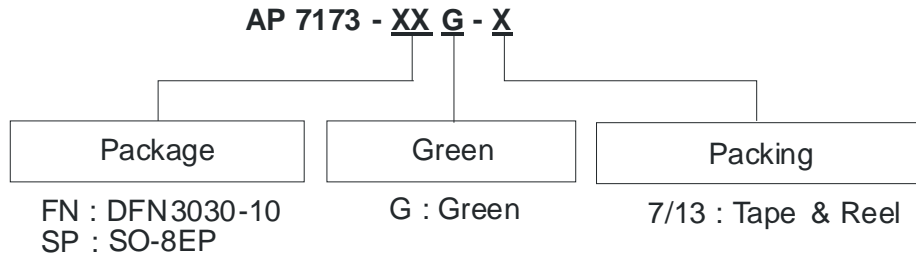 AP 7173 - XX G - X
Package
Green
Packing
FN : DFN3030-10
SP : SO-8EP
G : Green
7/13 : Tape & Reel